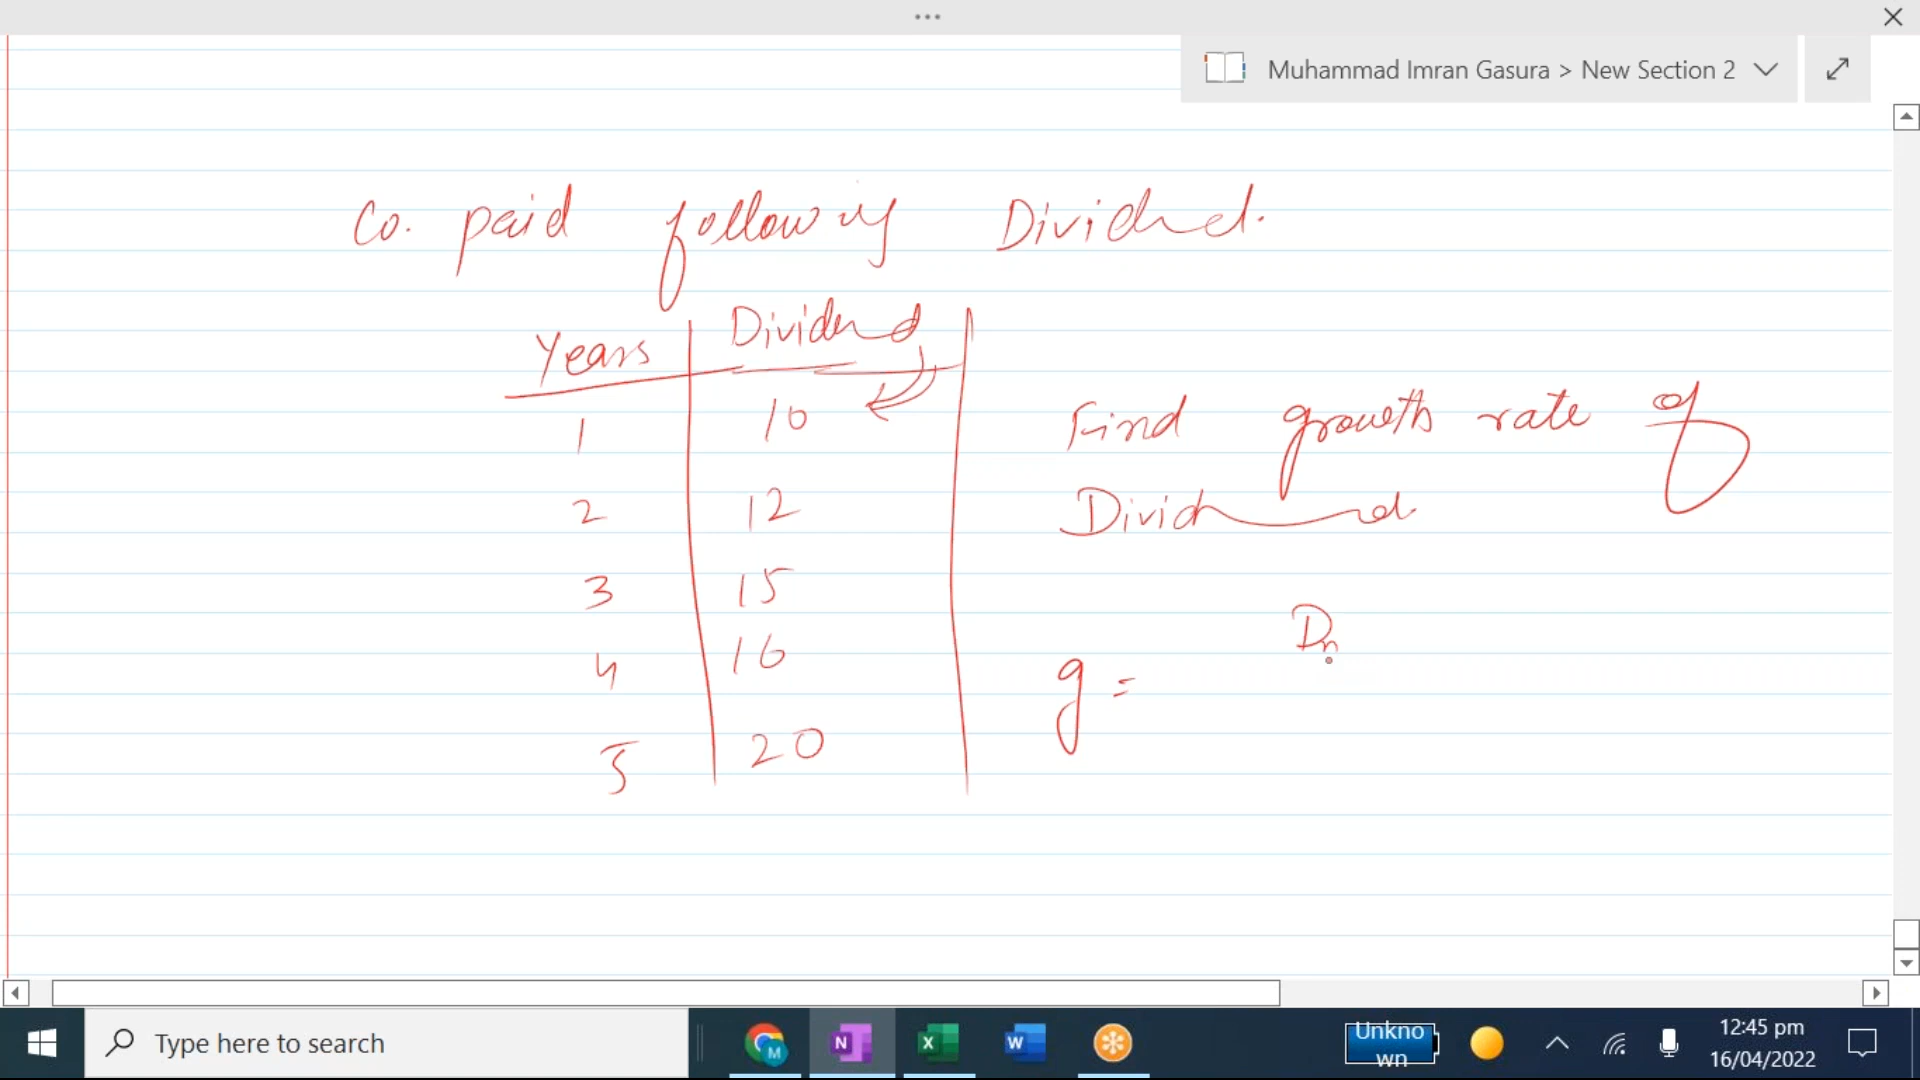 Muhammad Imran Gasura > New Section 2
Co. paid following Dividend.
Years Dividend
1 10
2 12
3 15
4 16
5 20
Find growth rate of
Dividend.
g = Dn
Type here to search
Unkno
wn
12:45 pm
16/04/2022